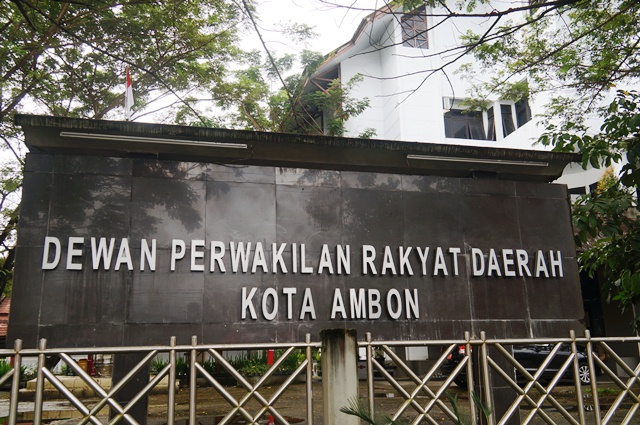 DEWAN PERWAKILAN RAKYAT DAERAH
KOTA AMBON